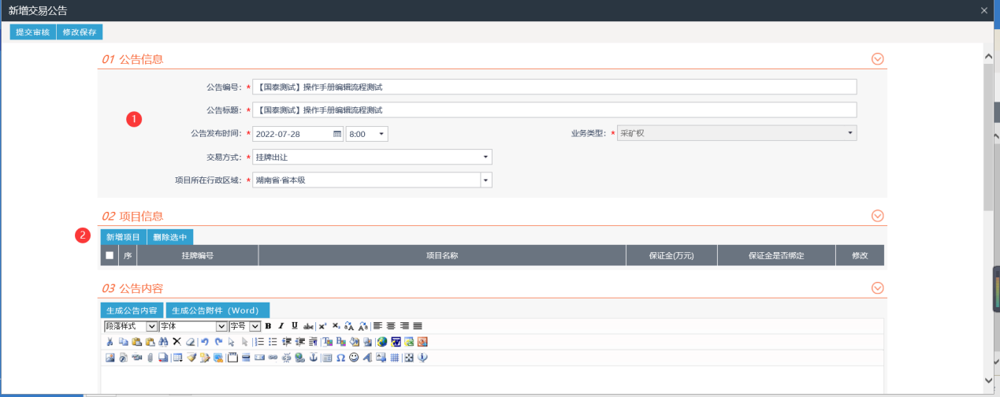 新增交易公告
提交审核 修改保存
01 公告信息
公告编号： * 【国泰测试】操作手册编辑流程测试
公告标题： * 【国泰测试】操作手册编辑流程测试
1
公告发布时间： * 2022-07-28 8:00 业务类型： * 采矿权
交易方式： * 挂牌出让
项目所在行政区域： * 湖南省·省本级
02 项目信息
2
新增项目 删除选中
序 挂牌编号 项目名称 保证金(万元) 保证金是否绑定 修改
03 公告内容
生成公告内容 生成公告附件（Word）
段落样式 字体 字号 B I U abc